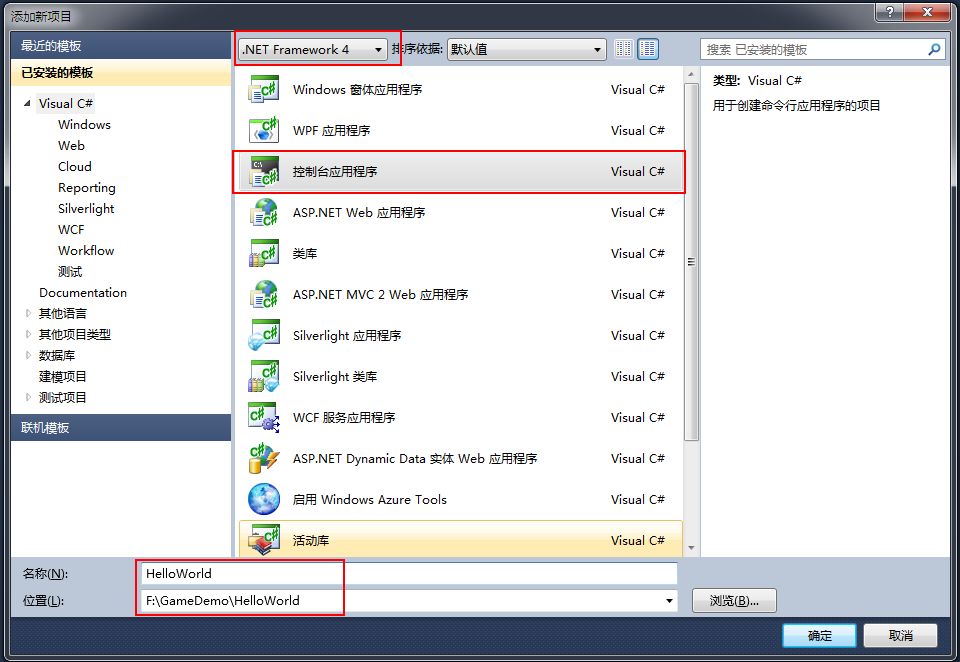 添加新项目
最近的模板
已安装的模板
Visual C#
Windows
Web
Cloud
Reporting
Silverlight
WCF
Workflow
测试
Documentation
其他语言
其他项目类型
数据库
建模项目
测试项目
联机模板
.NET Framework 4 排序依据: 默认值
Windows 窗体应用程序 Visual C#
WPF 应用程序 Visual C#
C:\ 控制台应用程序 Visual C#
ASP.NET Web 应用程序 Visual C#
类库 Visual C#
ASP.NET MVC 2 Web 应用程序 Visual C#
Silverlight 应用程序 Visual C#
Silverlight 类库 Visual C#
WCF 服务应用程序 Visual C#
ASP.NET Dynamic Data 实体 Web 应用程序 Visual C#
启用 Windows Azure Tools Visual C#
活动库 Visual C#
搜索 已安装的模板
类型: Visual C#
用于创建命令行应用程序的项目
名称(N): HelloWorld
位置(L): F:\GameDemo\HelloWorld 浏览(B)...
确定 取消